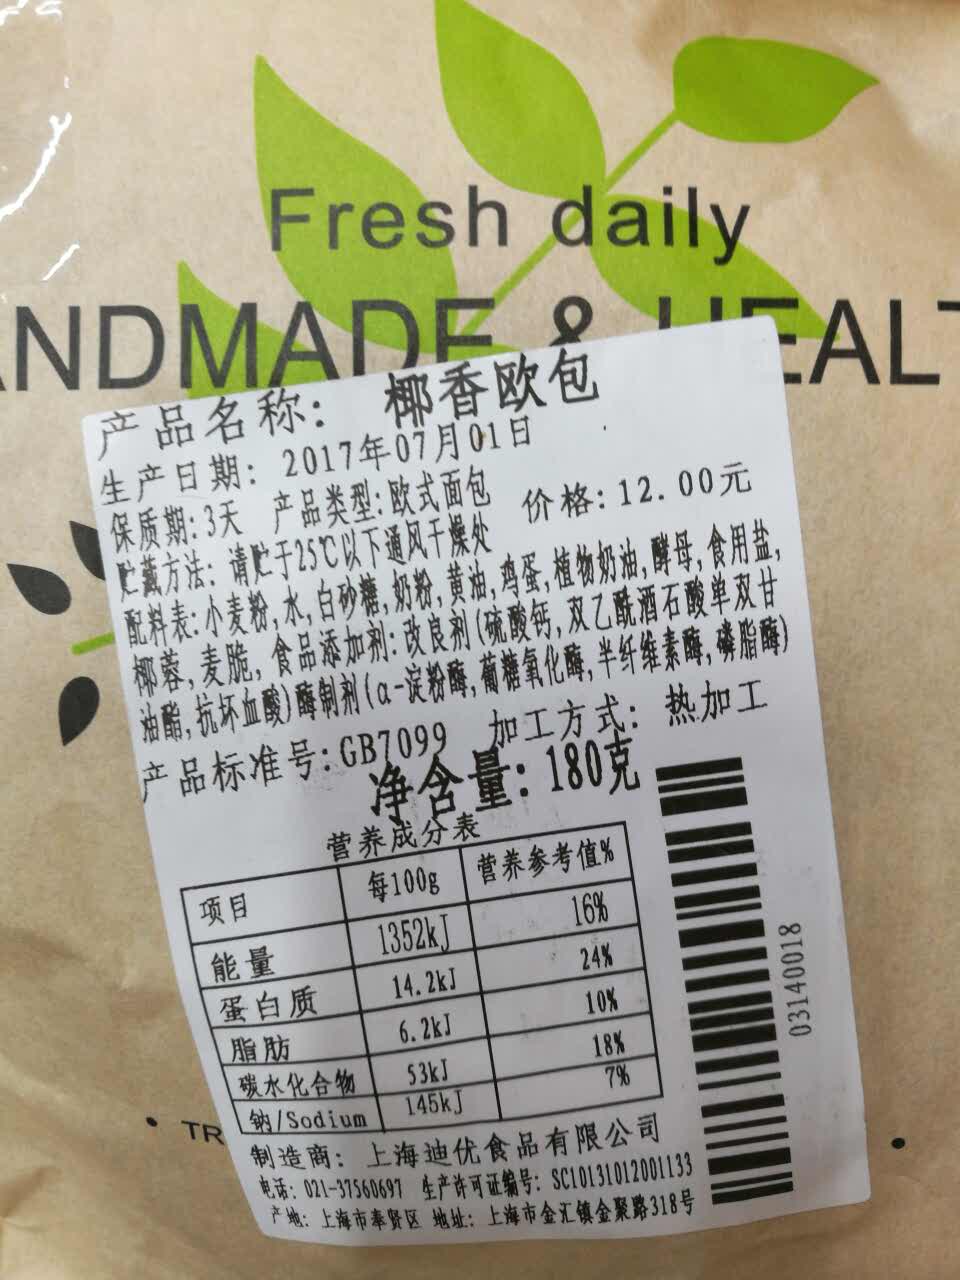 Fresh daily
NDMADE & HEAL
产品名称： 椰香欧包
生产日期： 2017年07月01日
保质期:3天 产品类型:欧式面包 价格:12.00元
贮藏方法: 请贮于25℃以下通风干燥处
配料表:小麦粉,水,白砂糖,奶粉,黄油,鸡蛋,植物奶油,酵母,食用盐,
椰蓉,麦脆,食品添加剂:改良剂(硫酸钙,双乙酰酒石酸单双甘
油酯,抗坏血酸)酶制剂(α-淀粉酶,葡糖氧化酶,半纤维素酶,磷脂酶)
产品标准号:GB7099 加工方式: 热加工
净含量: 180克
营养成分表
项目 每100g 营养参考值%
能量 1352kJ 16%
蛋白质 14.2kJ 24%
脂肪 6.2kJ 10%
碳水化合物 53kJ 18%
钠/Sodium 145kJ 7%
03140018
制造商: 上海迪优食品有限公司
电话: 021-37560697 生产许可证编号: SC10131012001133
产地: 上海市奉贤区 地址: 上海市金汇镇金聚路318号
TR